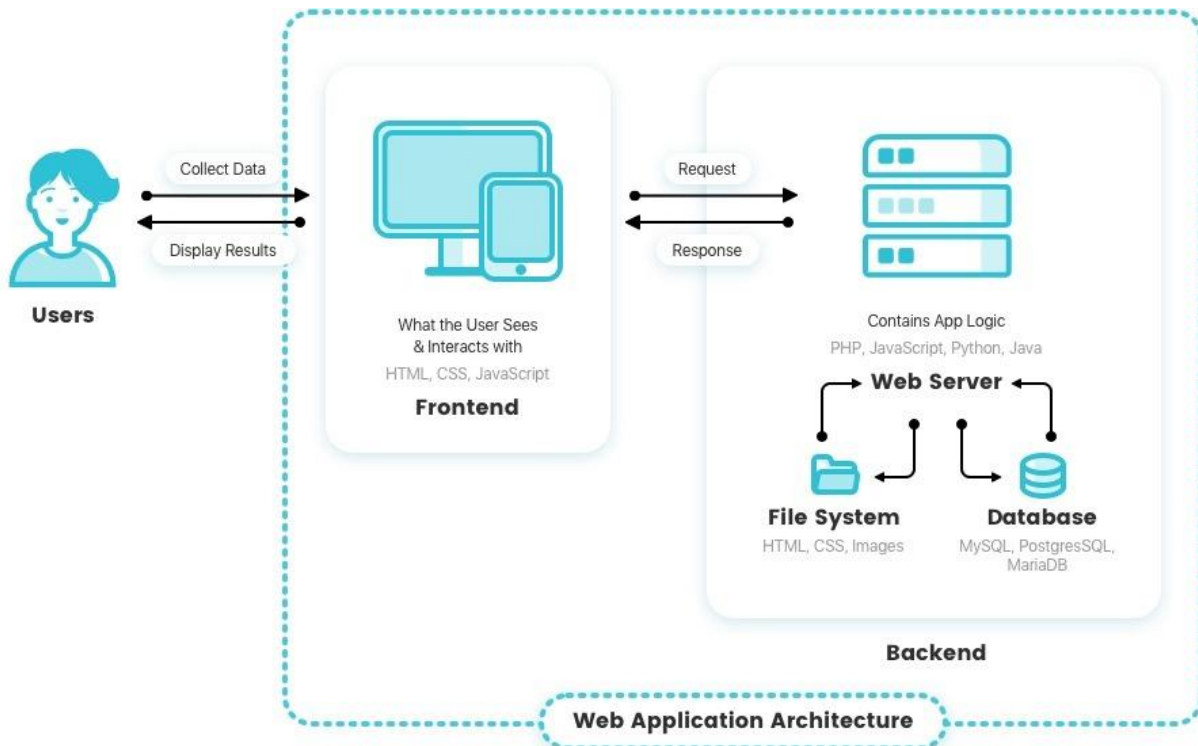 Collect Data
Display Results
Users
What the User Sees
& Interacts with
HTML, CSS, JavaScript
Frontend
Request
Response
Contains App Logic
PHP, JavaScript, Python, Java
Web Server
File System
HTML, CSS, Images
Database
MySQL, PostgresSQL,
MariaDB
Backend
Web Application Architecture